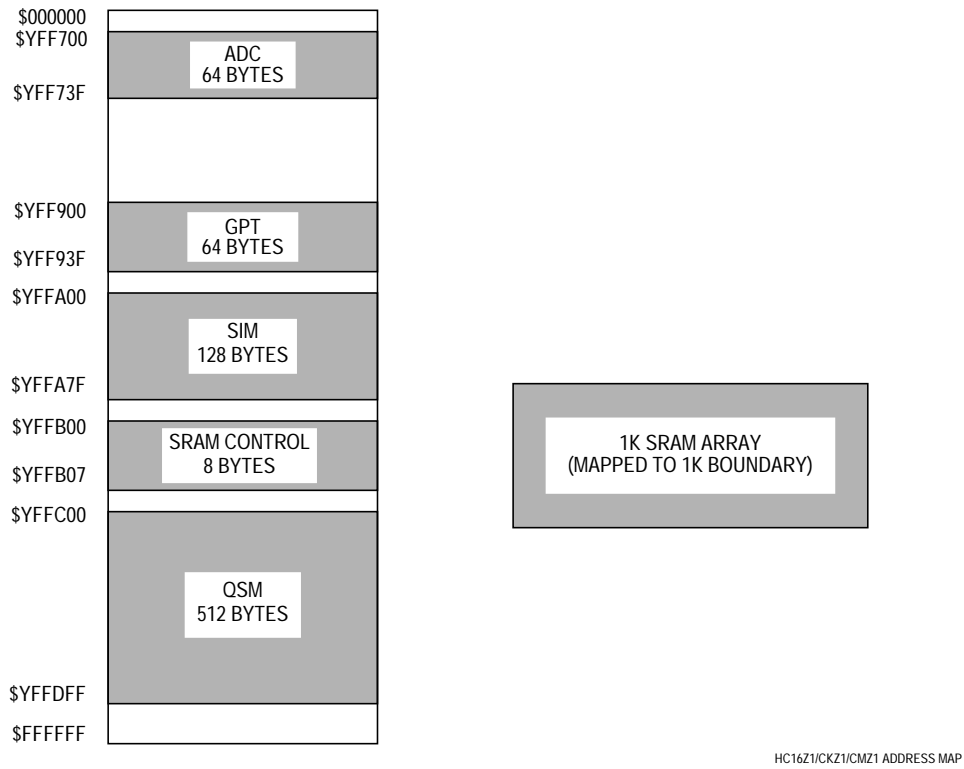 $000000
$YFF700
ADC
64 BYTES
$YFF73F
$YFF900
GPT
64 BYTES
$YFF93F
$YFFA00
SIM
128 BYTES
$YFFA7F
$YFFB00
SRAM CONTROL
8 BYTES
$YFFB07
$YFFC00
QSM
512 BYTES
$YFFDFF
$FFFFFF
1K SRAM ARRAY
(MAPPED TO 1K BOUNDARY)
HC16Z1/CKZ1/CMZ1 ADDRESS MAP